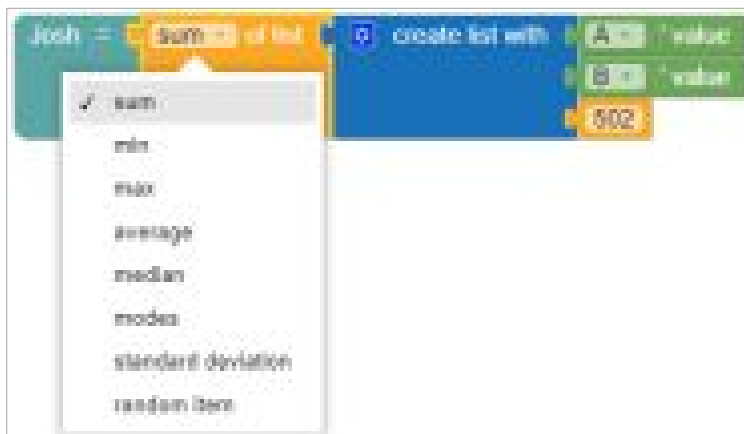 Josh = sum of list create list with A ' value
B ' value
502
✓ sum
min
max
average
median
modes
standard deviation
random item